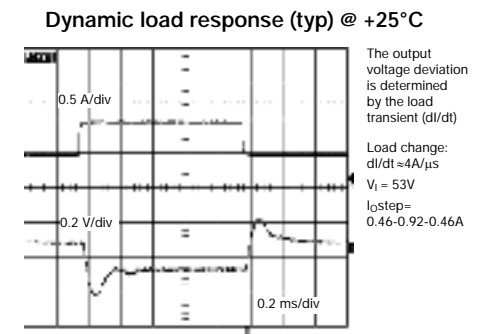 Dynamic load response (typ) @ +25°C
0.5 A/div
0.2 V/div
0.2 ms/div
The output
voltage deviation
is determined
by the load
transient (dI/dt)
Load change:
dI/dt≈4A/µs
VI = 53V
IOstep=
0.46-0.92-0.46A